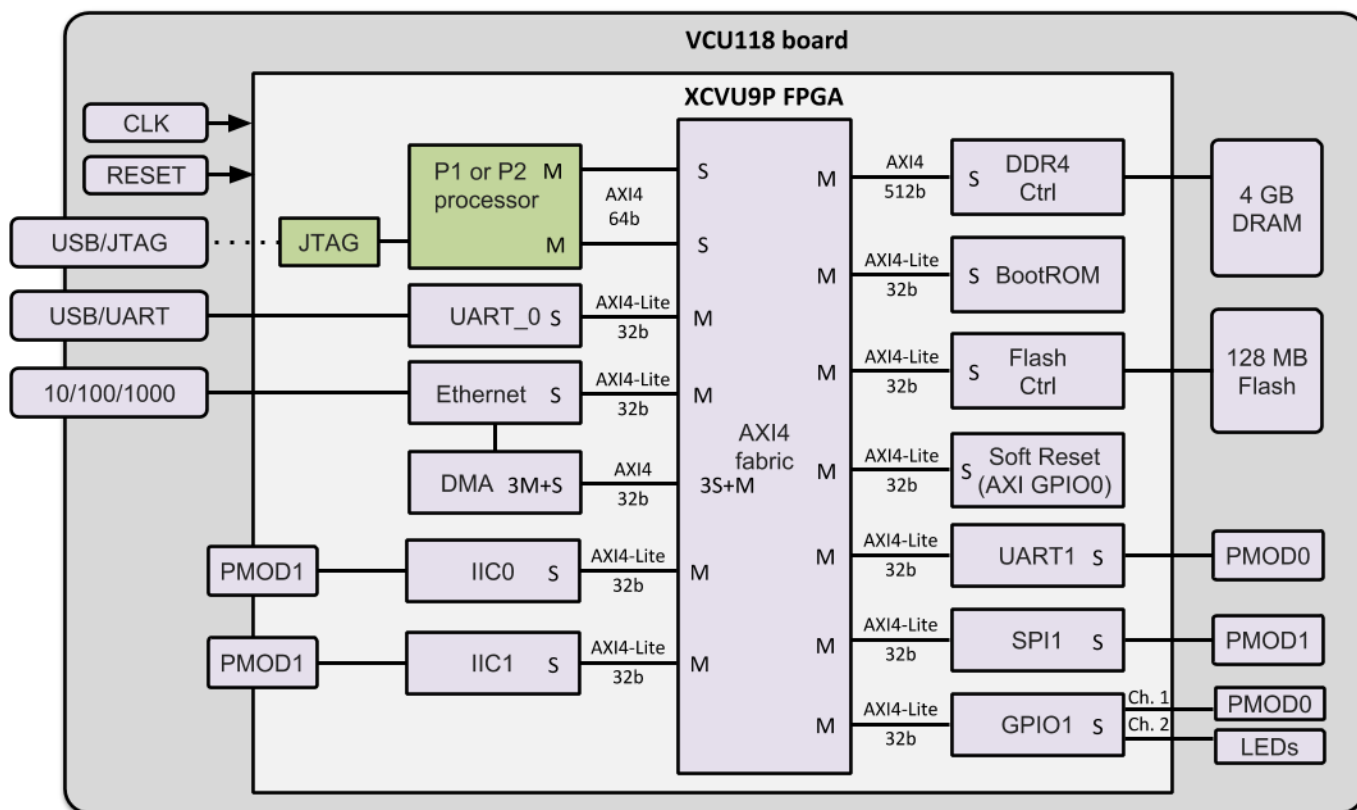 VCU118 board
XCVU9P FPGA
CLK
RESET
USB/JTAG
JTAG
P1 or P2 M
processor
M
AXI4
64b
S
S
USB/UART
UART_0 S
AXI4-Lite
32b
M
10/100/1000
Ethernet S
AXI4-Lite
32b
M
DMA 3M+S
AXI4
32b
3S+M
PMOD1
IIC0 S
AXI4-Lite
32b
M
PMOD1
IIC1 S
AXI4-Lite
32b
M
AXI4
fabric
M
AXI4
512b
S DDR4
Ctrl
4 GB
DRAM
M
AXI4-Lite
32b
S BootROM
M
AXI4-Lite
32b
S Flash
Ctrl
128 MB
Flash
M
AXI4-Lite
32b
S Soft Reset
(AXI GPIO0)
M
AXI4-Lite
32b
UART1 S
PMOD0
M
AXI4-Lite
32b
SPI1 S
PMOD1
M
AXI4-Lite
32b
GPIO1 S
Ch. 1
Ch. 2
PMOD0
LEDs